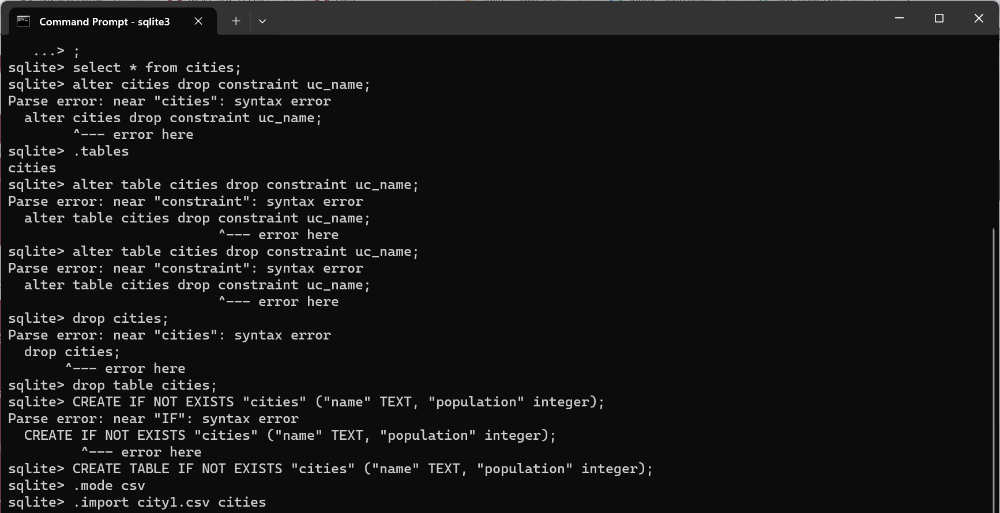 Command Prompt - sqlite3
   ...> ;
sqlite> select * from cities;
sqlite> alter cities drop constraint uc_name;
Parse error: near "cities": syntax error
  alter cities drop constraint uc_name;
        ^--- error here
sqlite> .tables
cities
sqlite> alter table cities drop constraint uc_name;
Parse error: near "constraint": syntax error
  alter table cities drop constraint uc_name;
                          ^--- error here
sqlite> alter table cities drop constraint uc_name;
Parse error: near "constraint": syntax error
  alter table cities drop constraint uc_name;
                          ^--- error here
sqlite> drop cities;
Parse error: near "cities": syntax error
  drop cities;
       ^--- error here
sqlite> drop table cities;
sqlite> CREATE IF NOT EXISTS "cities" ("name" TEXT, "population" integer);
Parse error: near "IF": syntax error
  CREATE IF NOT EXISTS "cities" ("name" TEXT, "population" integer);
         ^--- error here
sqlite> CREATE TABLE IF NOT EXISTS "cities" ("name" TEXT, "population" integer);
sqlite> .mode csv
sqlite> .import city1.csv cities